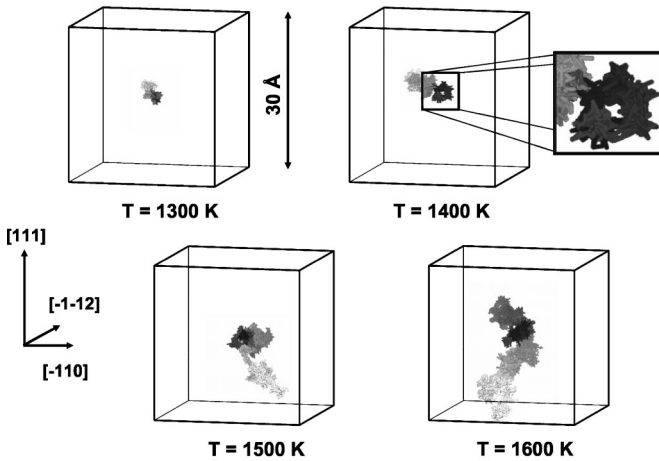 30 Å
T = 1300 K
T = 1400 K
[111]
[-1-12]
[-110]
T = 1500 K
T = 1600 K